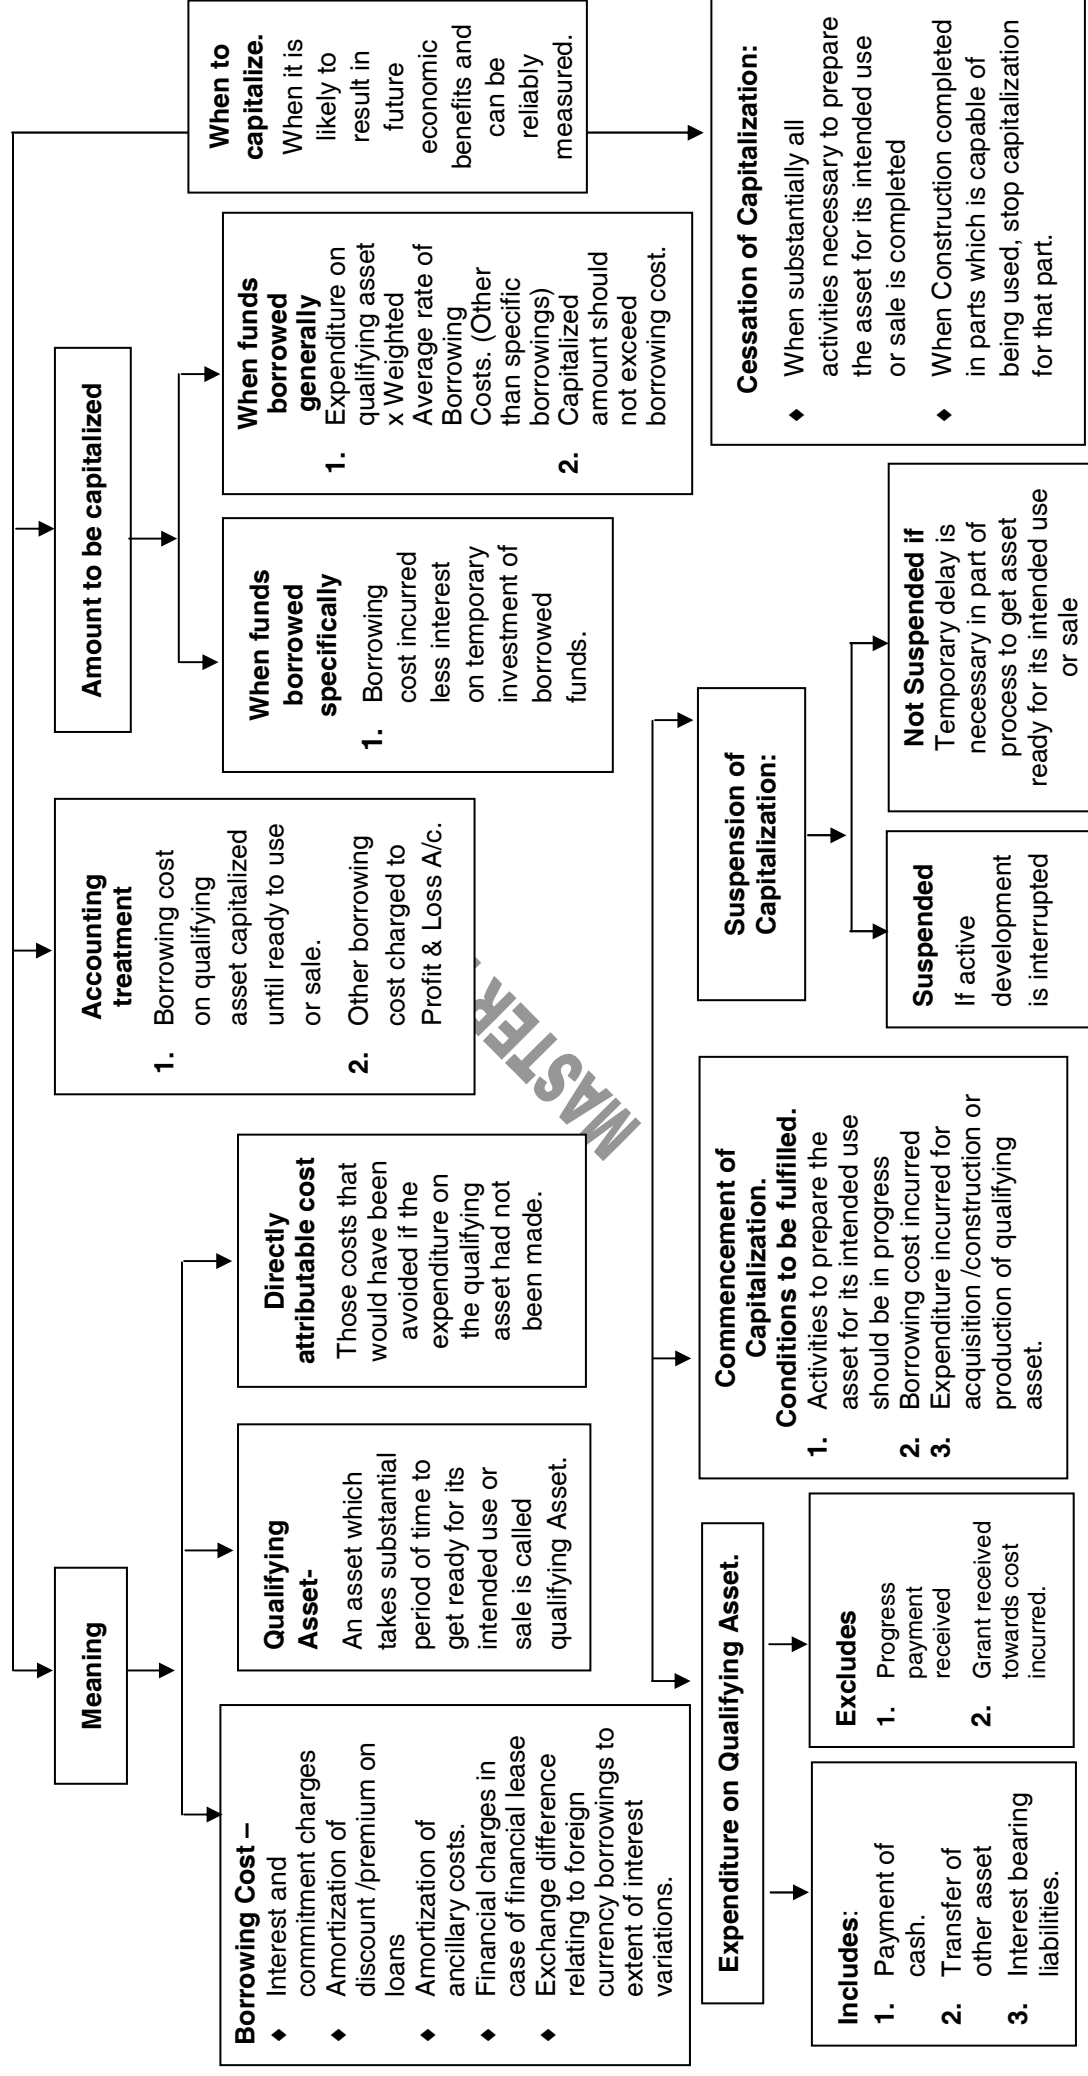 Meaning
Borrowing Cost –
♦ Interest and
commitment charges
♦ Amortization of
discount /premium on
loans
♦ Amortization of
ancillary costs.
♦ Financial charges in
case of financial lease
♦ Exchange difference
relating to foreign
currency borrowings to
extent of interest
variations.
Qualifying
Asset-
An asset which
takes substantial
period of time to
get ready for its
intended use or
sale is called
qualifying Asset.
Directly
attributable cost
Those costs that
would have been
avoided if the
expenditure on
the qualifying
asset had not
been made.
Accounting
treatment
1. Borrowing cost
on qualifying
asset capitalized
until ready to use
or sale.
2. Other borrowing
cost charged to
Profit & Loss A/c.
Amount to be capitalized
When funds
borrowed
specifically
1. Borrowing
cost incurred
less interest
on temporary
investment of
borrowed
funds.
When funds
borrowed
generally
1. Expenditure on
qualifying asset
x Weighted
Average rate of
Borrowing
Costs. (Other
than specific
borrowings)
2. Capitalized
amount should
not exceed
borrowing cost.
When to
capitalize.
When it is
likely to
result in
future
economic
benefits and
can be
reliably
measured.
MASTER
Expenditure on Qualifying Asset.
Includes:
1. Payment of
cash.
2. Transfer of
other asset
3. Interest bearing
liabilities.
Excludes
1. Progress
payment
received
2. Grant received
towards cost
incurred.
Commencement of
Capitalization.
Conditions to be fulfilled.
1. Activities to prepare the
asset for its intended use
should be in progress
2. Borrowing cost incurred
3. Expenditure incurred for
acquisition /construction or
production of qualifying
asset.
Suspension of
Capitalization:
Suspended
If active
development
is interrupted
Not Suspended if
Temporary delay is
necessary in part of
process to get asset
ready for its intended use
or sale
Cessation of Capitalization:
♦ When substantially all
activities necessary to prepare
the asset for its intended use
or sale is completed
♦ When Construction completed
in parts which is capable of
being used, stop capitalization
for that part.